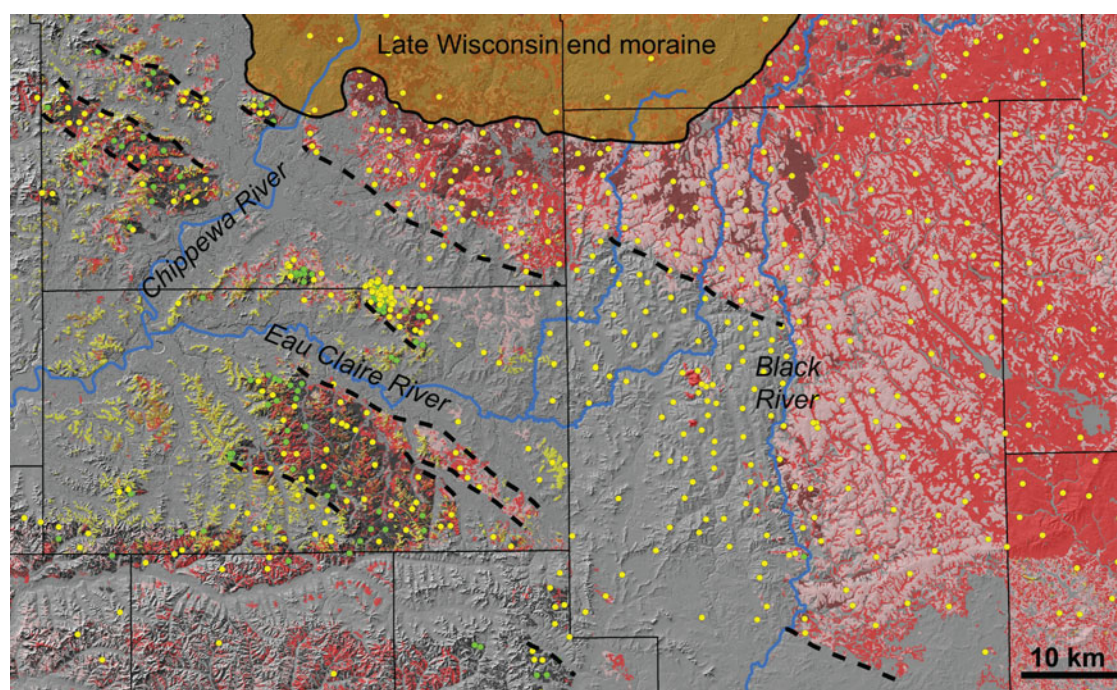 Late Wisconsin end moraine
Chippewa River
Eau Claire River
Black
River
10 km